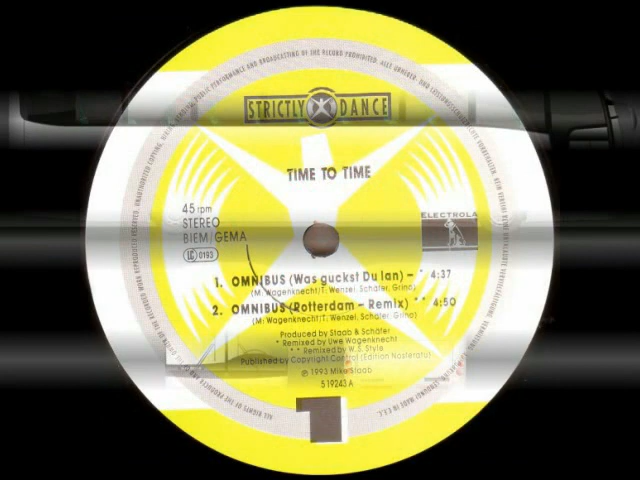 STRICTLY DANCE
TIME TO TIME
45 rpm
STEREO
BIEM/GEMA
LC 0193
ELECTROLA
1. OMNIBUS (Was guckst Du lan) – * 4:37
(M. Wagenknecht/T. Wenzel, Schäfer, Grino)
2. OMNIBUS (Rotterdam – Remix) ** 4:50
(M. Wagenknecht/T. Wenzel, Schäfer, Grino)
Produced by Staab & Schäfer
* Remixed by Uwe Wagenknecht
** Remixed by W.S. Style
Published by Copyright Control (Edition Nosferatu)
℗ 1993 Mike Staab
519243 A
1